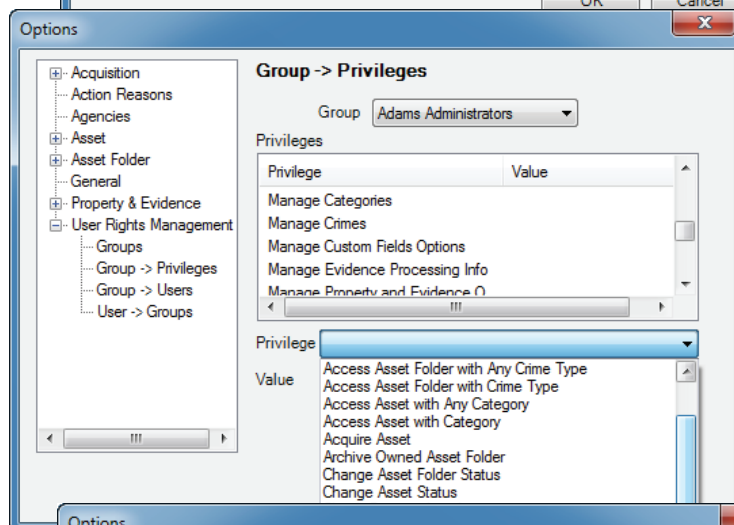 OK Cancel
Options
Acquisition
Action Reasons
Agencies
Asset
Asset Folder
General
Property & Evidence
User Rights Management
Groups
Group -> Privileges
Group -> Users
User -> Groups
Group -> Privileges
Group Adams Administrators
Privileges
Privilege Value
Manage Categories
Manage Crimes
Manage Custom Fields Options
Manage Evidence Processing Info
Manage Property and Evidence O
Privilege
Value
Access Asset Folder with Any Crime Type
Access Asset Folder with Crime Type
Access Asset with Any Category
Access Asset with Category
Acquire Asset
Archive Owned Asset Folder
Change Asset Folder Status
Change Asset Status
Options